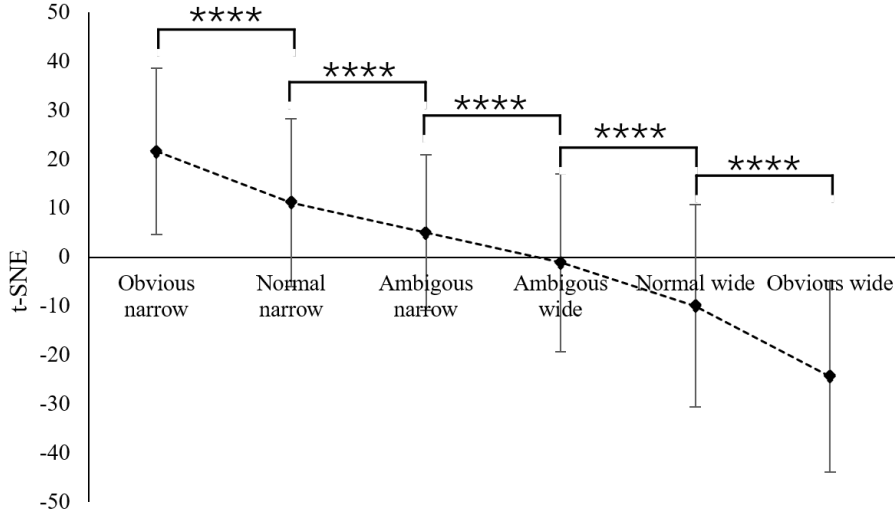 50
****
40
****
30
****
****
20
****
10
0
t-SNE
Obvious narrow
Normal narrow
Ambigous narrow
Ambigous wide
Normal wide
Obvious wide
-10
-20
-30
-40
-50